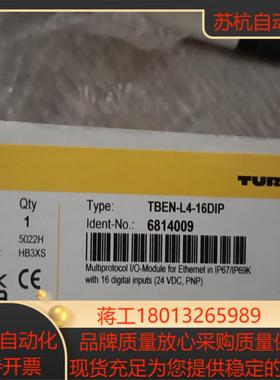 苏杭自动化
TUR
Qty
1
Type: TBEN-L4-16DIP
Ident-No.: 6814009
5022H
HB3XS
Multiprotocol I/O-Module for Ethernet in IP67/IP69K
with 16 digital inputs (24 VDC, PNP)
CE
自动化
开票
蒋工18013265989
品牌质量放心采购质量保
现货充足为您提供稳定的